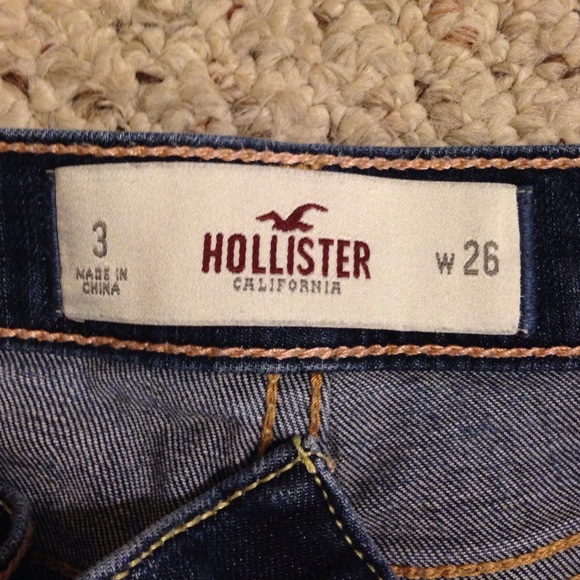 3
MADE IN
CHINA
HOLLISTER
CALIFORNIA
W 26